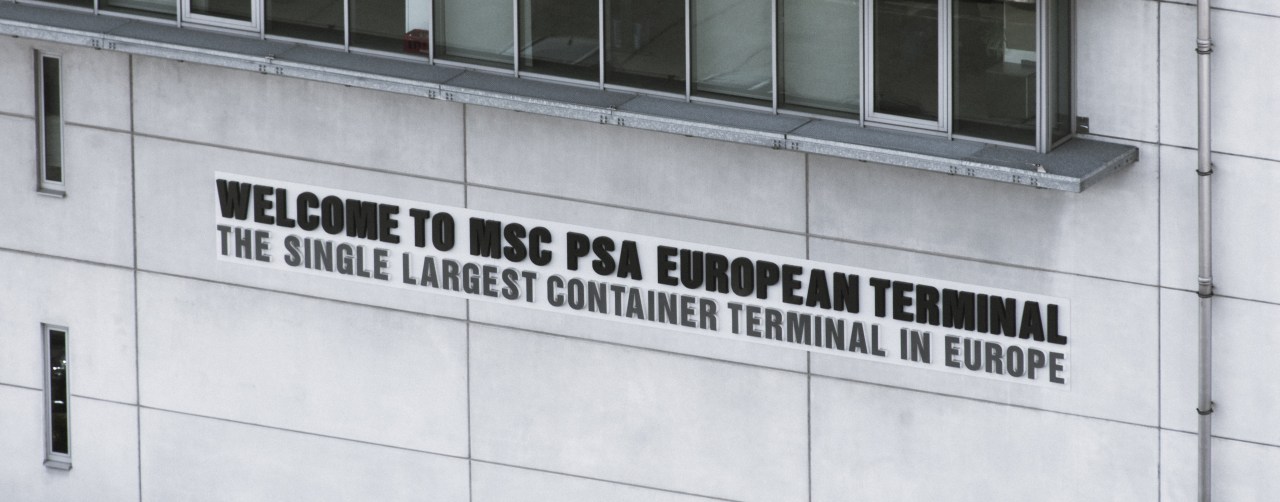 WELCOME TO MSC PSA EUROPEAN TERMINAL
THE SINGLE LARGEST CONTAINER TERMINAL IN EUROPE